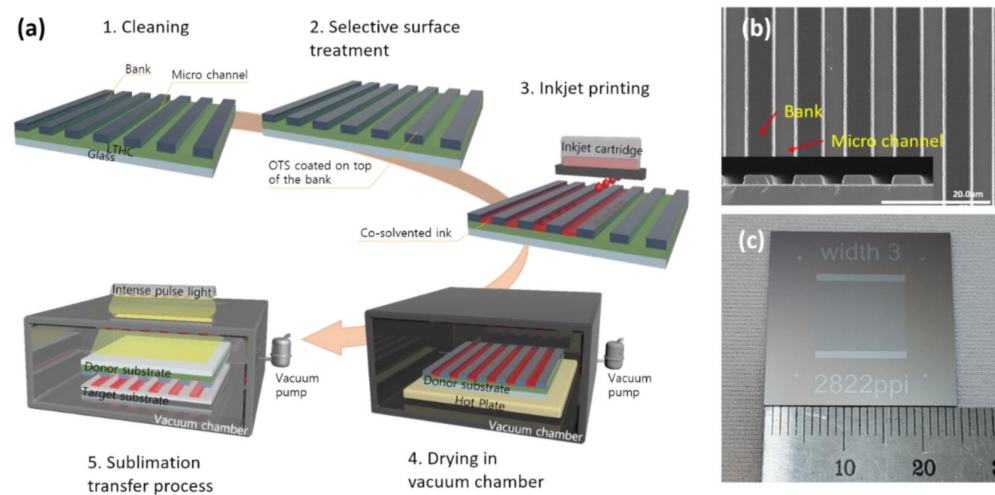 (a)
1. Cleaning
Bank
Micro channel
LTHC
Glass
2. Selective surface
treatment
OTS coated on top
of the bank
3. Inkjet printing
Inkjet cartridge
Co-solvented ink
Intense pulse light
Donor substrate
Target substrate
Vacuum chamber
Vacuum
pump
5. Sublimation
transfer process
Donor substrate
Hot Plate
Vacuum chamber
Vacuum
pump
4. Drying in
vacuum chamber
(b)
Bank
Micro channel
20.0um
(c)
width 3
2822ppi
10
20